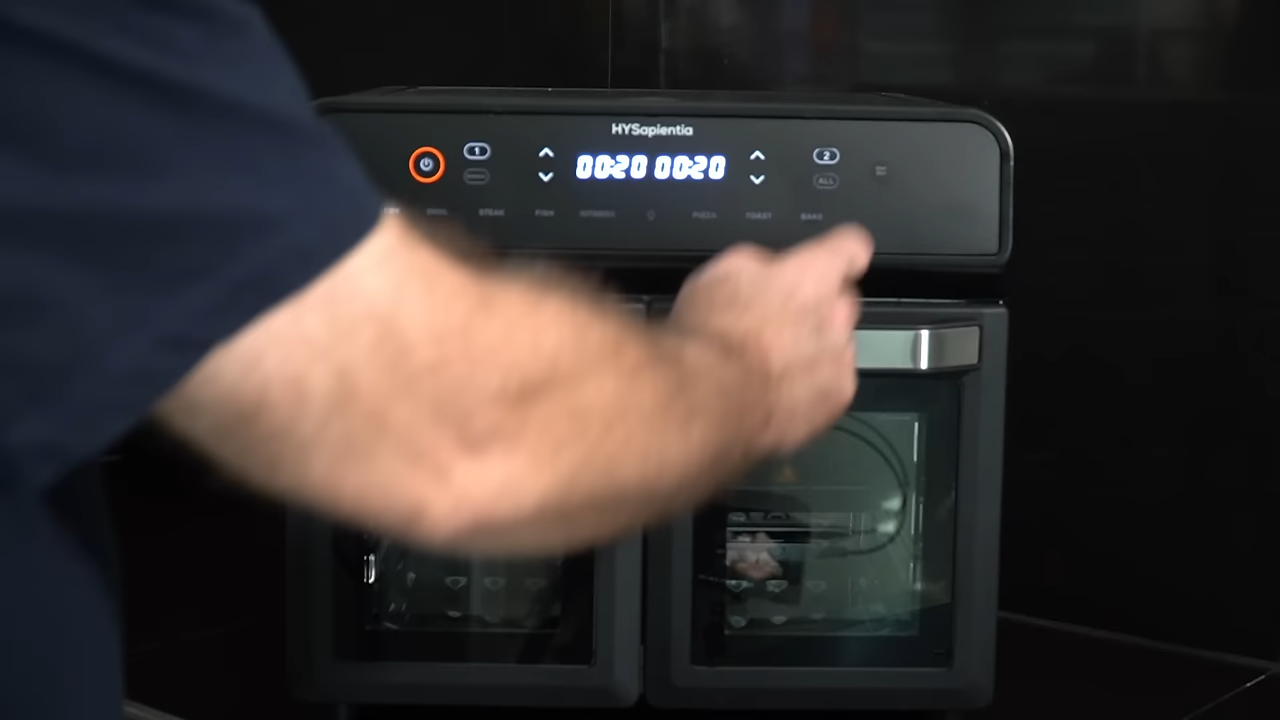 HYSapientia
1
00:20 00:20
2
ALL
STEAK
FISH
PIZZA
TOAST
BAKE